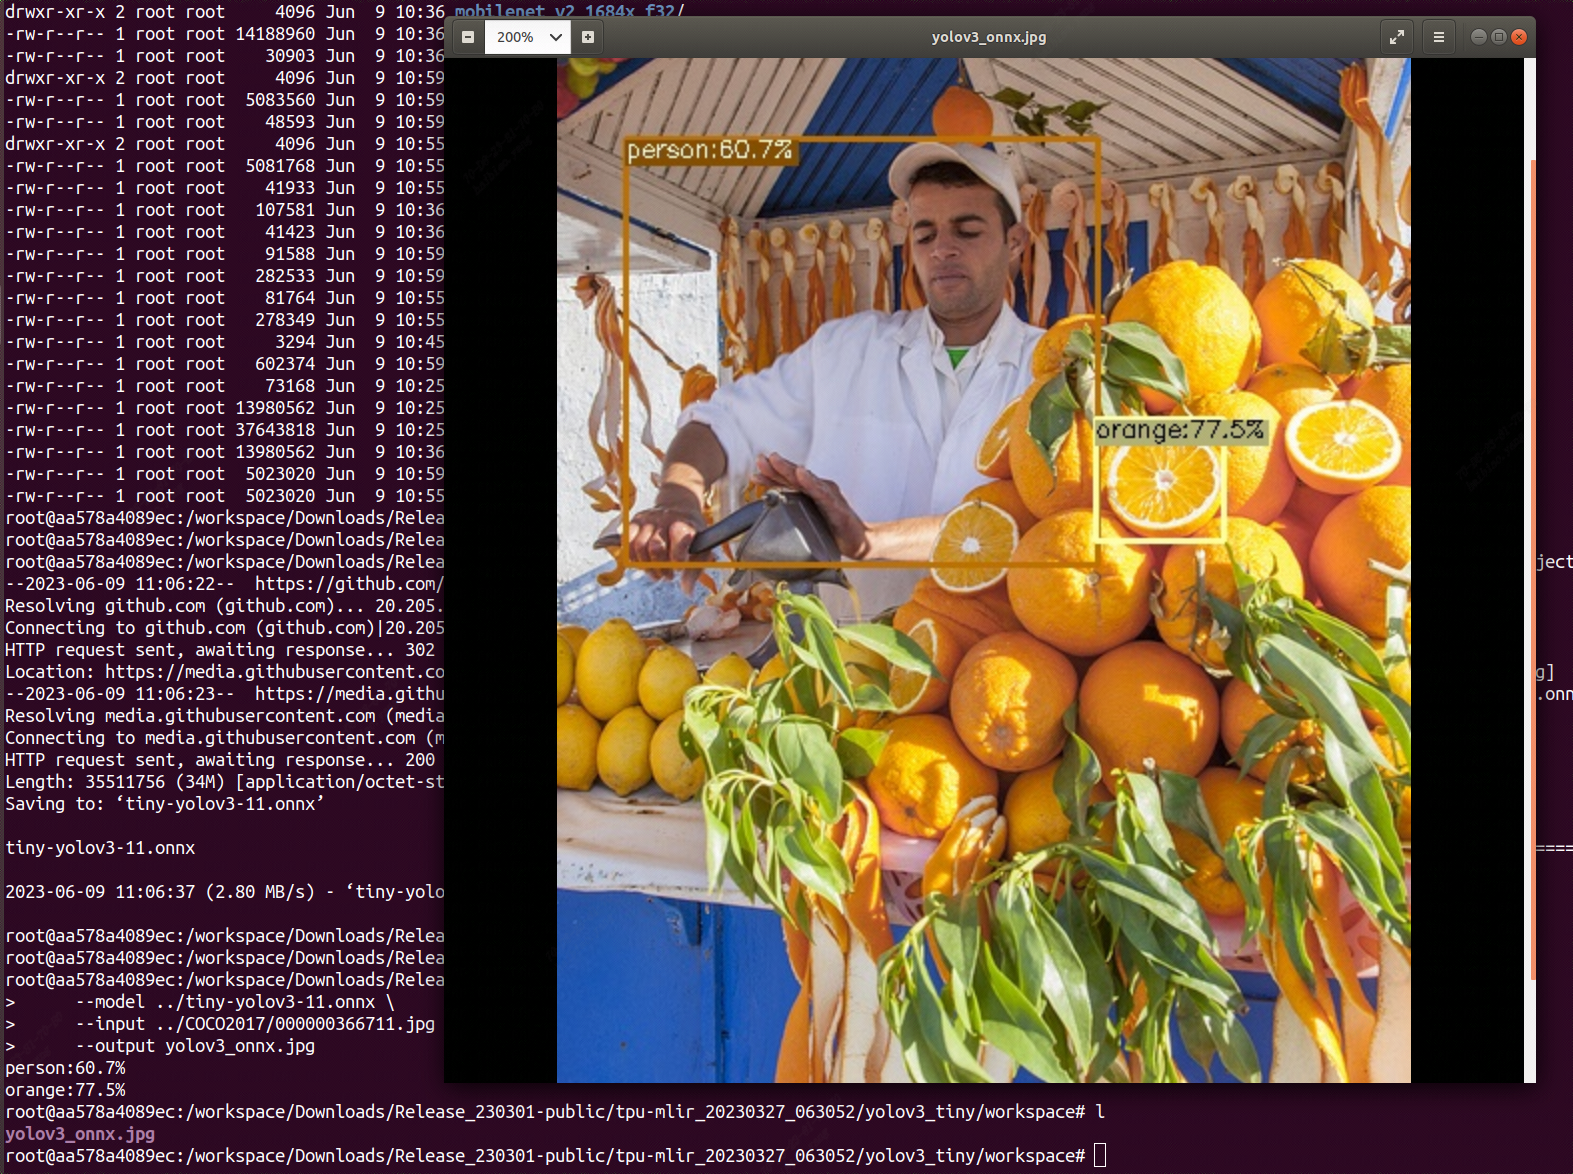 drwxr-xr-x 2 root root 4096 Jun 9 10:36 mobilenet_v2_1684x_f32/
-rw-r--r-- 1 root root 14188960 Jun 9 10:36
-rw-r--r-- 1 root root 30903 Jun 9 10:36
drwxr-xr-x 2 root root 4096 Jun 9 10:59
-rw-r--r-- 1 root root 5083560 Jun 9 10:59
-rw-r--r-- 1 root root 48593 Jun 9 10:59
drwxr-xr-x 2 root root 4096 Jun 9 10:55
-rw-r--r-- 1 root root 5081768 Jun 9 10:55
-rw-r--r-- 1 root root 41933 Jun 9 10:55
-rw-r--r-- 1 root root 107581 Jun 9 10:36
-rw-r--r-- 1 root root 41423 Jun 9 10:36
-rw-r--r-- 1 root root 91588 Jun 9 10:59
-rw-r--r-- 1 root root 282533 Jun 9 10:59
-rw-r--r-- 1 root root 81764 Jun 9 10:55
-rw-r--r-- 1 root root 278349 Jun 9 10:55
-rw-r--r-- 1 root root 3294 Jun 9 10:45
-rw-r--r-- 1 root root 602374 Jun 9 10:59
-rw-r--r-- 1 root root 73168 Jun 9 10:25
-rw-r--r-- 1 root root 13980562 Jun 9 10:25
-rw-r--r-- 1 root root 37643818 Jun 9 10:25
-rw-r--r-- 1 root root 13980562 Jun 9 10:36
-rw-r--r-- 1 root root 5023020 Jun 9 10:59
-rw-r--r-- 1 root root 5023020 Jun 9 10:55
root@aa578a4089ec:/workspace/Downloads/Relea
root@aa578a4089ec:/workspace/Downloads/Relea
root@aa578a4089ec:/workspace/Downloads/Relea
ject
--2023-06-09 11:06:22-- https://github.com/
Resolving github.com (github.com)... 20.205.
Connecting to github.com (github.com)|20.205
HTTP request sent, awaiting response... 302
Location: https://media.githubusercontent.co
g]
--2023-06-09 11:06:23-- https://media.githu
.onn
Resolving media.githubusercontent.com (media
Connecting to media.githubusercontent.com (m
HTTP request sent, awaiting response... 200
Length: 35511756 (34M) [application/octet-st
Saving to: ‘tiny-yolov3-11.onnx’
tiny-yolov3-11.onnx
====
2023-06-09 11:06:37 (2.80 MB/s) - ‘tiny-yolo
root@aa578a4089ec:/workspace/Downloads/Relea
root@aa578a4089ec:/workspace/Downloads/Relea
root@aa578a4089ec:/workspace/Downloads/Relea
> --model ../tiny-yolov3-11.onnx \
> --input ../COCO2017/000000366711.jpg
> --output yolov3_onnx.jpg
person:60.7%
orange:77.5%
root@aa578a4089ec:/workspace/Downloads/Release_230301-public/tpu-mlir_20230327_063052/yolov3_tiny/workspace# l
yolov3_onnx.jpg
root@aa578a4089ec:/workspace/Downloads/Release_230301-public/tpu-mlir_20230327_063052/yolov3_tiny/workspace#
200%
yolov3_onnx.jpg
person:60.7%
orange:77.5%